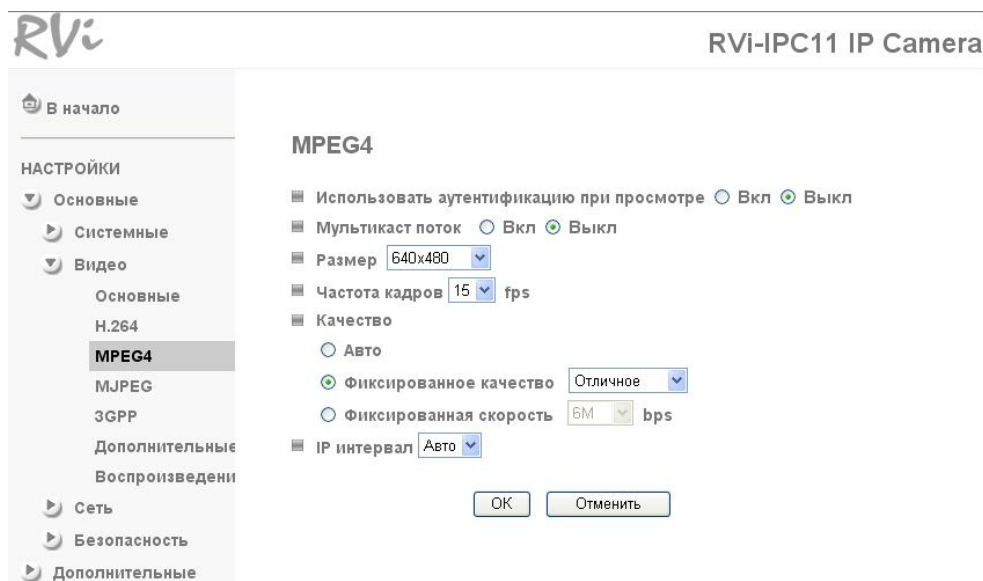 RVi
RVi-IPC11 IP Camera
В начало
НАСТРОЙКИ
Основные
Системные
Видео
Основные
H.264
MPEG4
MJPEG
3GPP
Дополнительные
Воспроизведени
Сеть
Безопасность
Дополнительные
MPEG4
Использовать аутентификацию при просмотре Вкл Выкл
Мультикаст поток Вкл Выкл
Размер 640x480
Частота кадров 15 fps
Качество
Авто
Фиксированное качество Отличное
Фиксированная скорость 6M bps
IP интервал Авто
OK Отменить